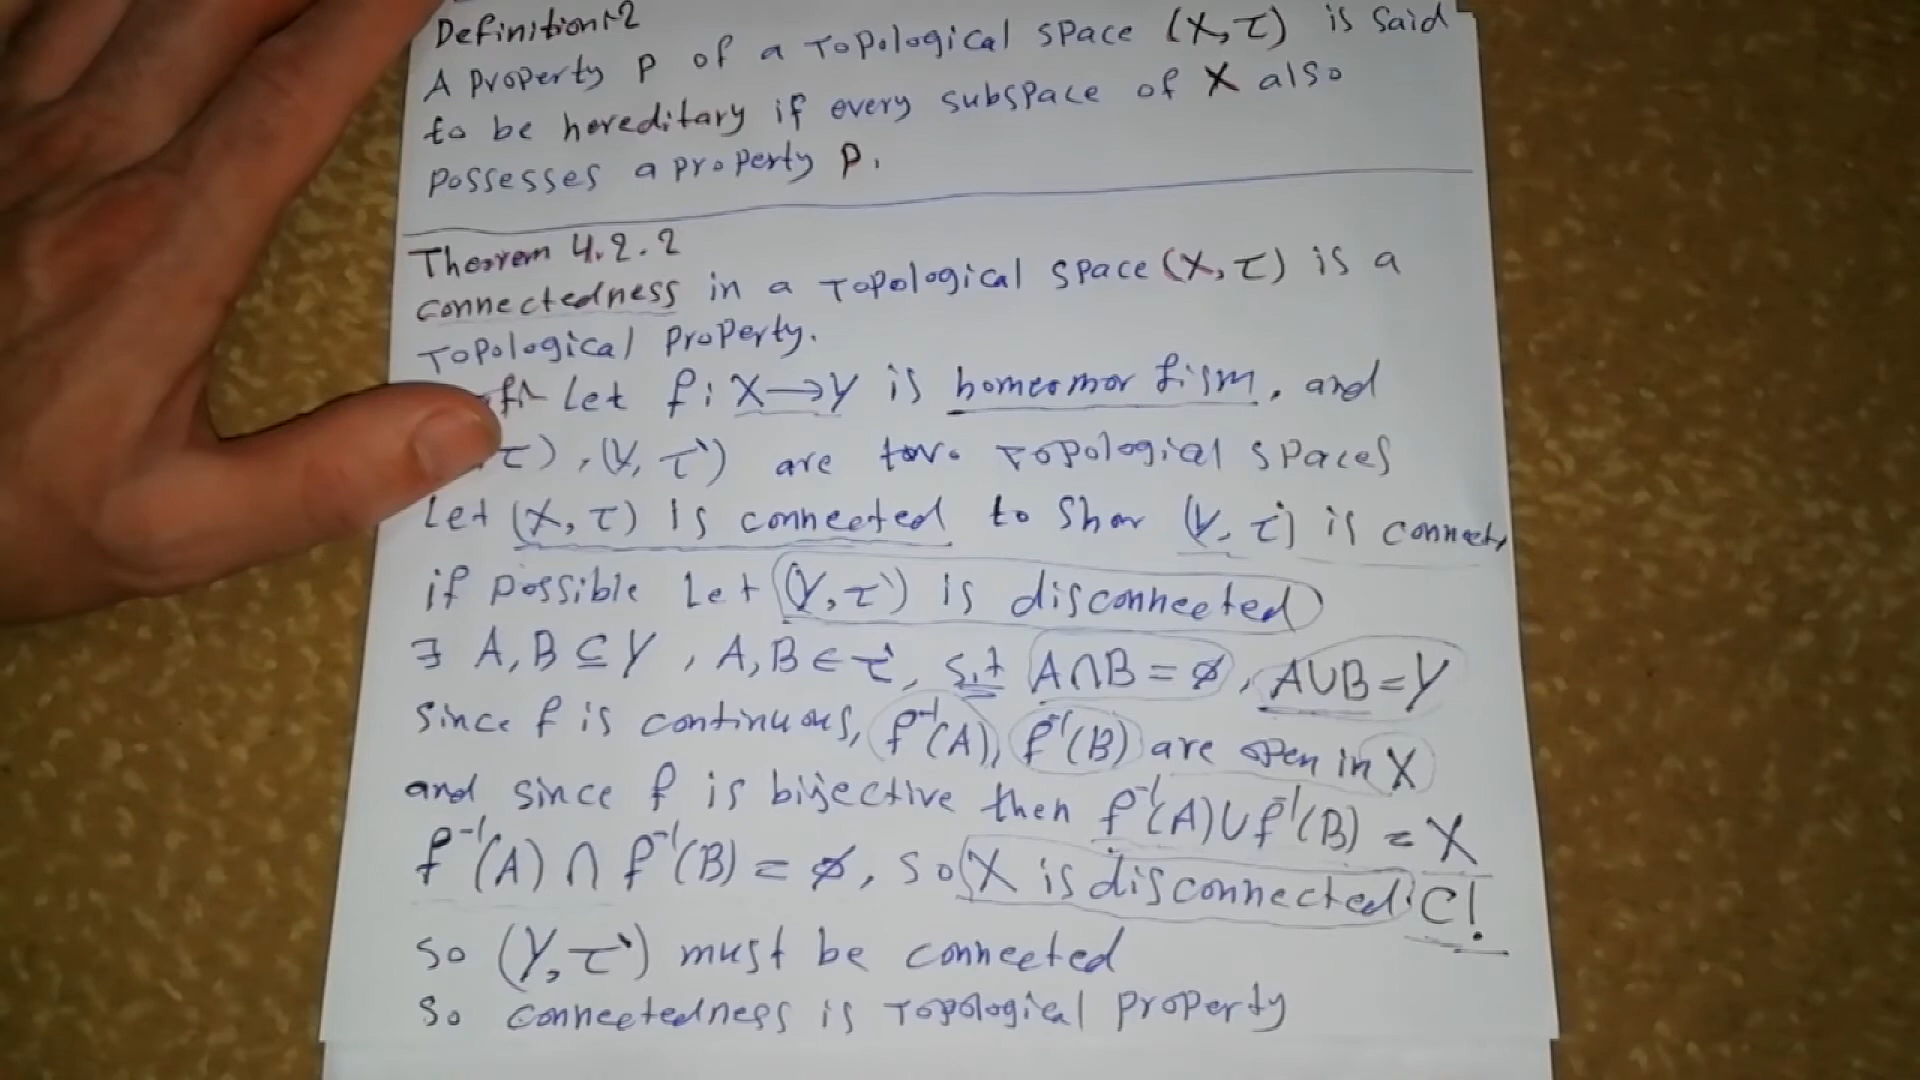 Definition 1-2
A Property P of a Topological space (X, τ) is said
to be hereditary if every subspace of X also
Possesses a property P.
Theorem 4.2.2
connectedness in a Topological space (X, τ) is a
Topological Property.
Let f: X→Y is homeomorfism, and
τ), (Y, τ`) are two Topological spaces
Let (X, τ) is connected to show (Y, τ`) is connect
if possible Let (Y, τ`) is disconnected
∃ A, B ⊆ Y, A, B ∈ τ`, s.t A∩B = ∅, A∪B = Y
since f is continuous, f⁻¹(A), f⁻¹(B) are open in X
and since f is bijective then f⁻¹(A)∪f⁻¹(B) = X
f⁻¹(A) ∩ f⁻¹(B) = ∅, so X is disconnected C!
so (Y, τ`) must be connected
So connectedness is Topological property